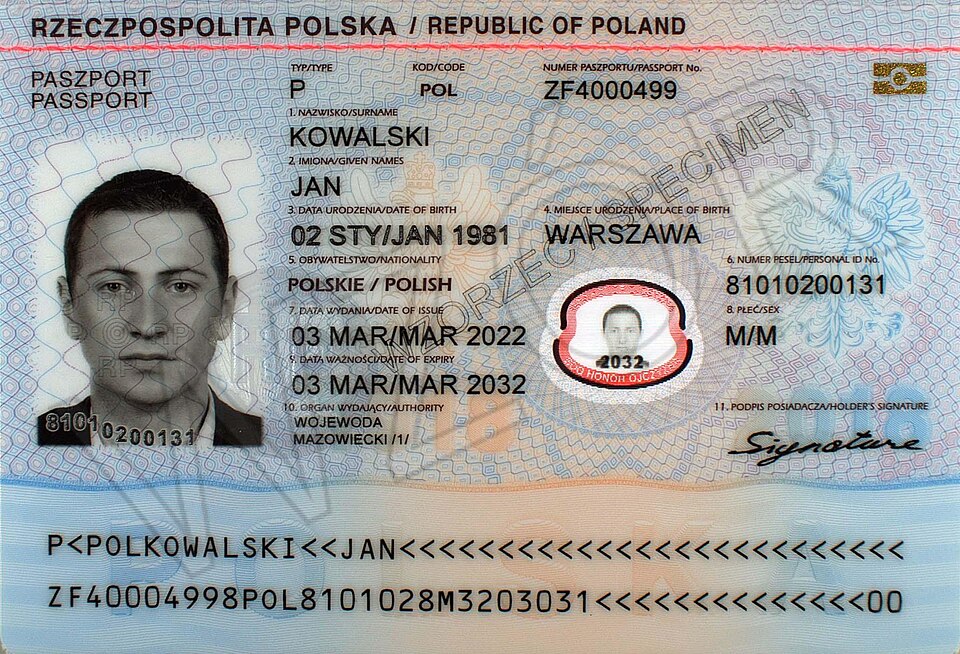 RZECZPOSPOLITA POLSKA / REPUBLIC OF POLAND
PASZPORT
PASSPORT
TYP/TYPE
P
KOD/CODE
POL
NUMER PASZPORTU/PASSPORT No.
ZF4000499
1. NAZWISKO/SURNAME
KOWALSKI
2. IMIONA/GIVEN NAMES
JAN
3. DATA URODZENIA/DATE OF BIRTH
02 STY/JAN 1981
4. MIEJSCE URODZENIA/PLACE OF BIRTH
WARSZAWA
5. OBYWATELSTWO/NATIONALITY
POLSKIE / POLISH
6. NUMER PESEL/PERSONAL ID No.
81010200131
7. DATA WYDANIA/DATE OF ISSUE
03 MAR/MAR 2022
8. PŁEĆ/SEX
M/M
9. DATA WAŻNOŚCI/DATE OF EXPIRY
03 MAR/MAR 2032
10. ORGAN WYDAJĄCY/AUTHORITY
WOJEWODA
MAZOWIECKI /1/
11. PODPIS POSIADACZA/HOLDER'S SIGNATURE
Signature
81010200131
2032
HONOR OJCZ
WZORZEC / SPECIMEN
POLSKA
P<POLKOWALSKI<<JAN<<<<<<<<<<<<<<<<<<<<<<<<<<
ZF40004998POL8101028M3203031<<<<<<<<<<<<<<00